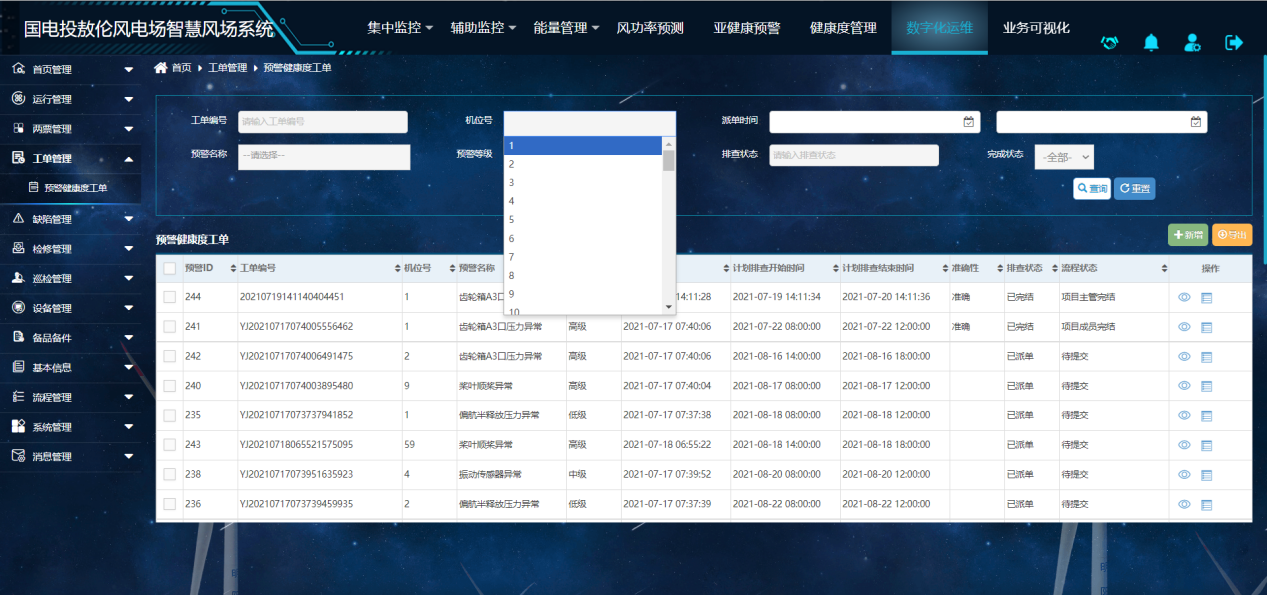 国电投敖伦风电场智慧风场系统 集中监控 辅助监控 能量管理 风功率预测 亚健康预警 健康度管理 数字化运维 业务可视化
首页管理
运行管理
两票管理
工单管理
预警健康度工单
缺陷管理
检修管理
巡检管理
设备管理
备品备件
基本信息
流程管理
系统管理
消息管理
首页 工单管理 预警健康度工单
工单编号 请输入工单编号 机位号 派单时间
预警名称 --请选择-- 预警等级 排查状态 请输入排查状态 完成状态 -全部-
1
2
3
4
5
6
7
8
9
10
查询 重置
预警健康度工单 新增 导出
预警ID 工单编号 机位号 预警名称 计划排查开始时间 计划排查结束时间 准确性 排查状态 流程状态 操作
244 20210719141140404451 1 齿轮箱A3口 14:11:28 2021-07-19 14:11:34 2021-07-20 14:11:36 准确 已完结 项目主管完结
241 YJ20210717074005556462 1 齿轮箱A3口压力异常 高级 2021-07-17 07:40:06 2021-07-22 08:00:00 2021-07-22 12:00:00 准确 已完结 项目成员完结
242 YJ20210717074006491475 2 齿轮箱A3口压力异常 高级 2021-07-17 07:40:06 2021-08-16 14:00:00 2021-08-16 18:00:00 已派单 待提交
240 YJ20210717074003895480 9 桨叶顺桨异常 高级 2021-07-17 07:40:04 2021-08-17 08:00:00 2021-08-17 12:00:00 已派单 待提交
235 YJ20210717073737941852 1 偏航半释放压力异常 低级 2021-07-17 07:37:38 2021-08-18 08:00:00 2021-08-18 12:00:00 已派单 待提交
243 YJ20210718065521575095 59 桨叶顺桨异常 高级 2021-07-18 06:55:22 2021-08-18 14:00:00 2021-08-18 18:00:00 已派单 待提交
238 YJ20210717073951635923 4 振动传感器异常 中级 2021-07-17 07:39:52 2021-08-20 08:00:00 2021-08-20 12:00:00 已派单 待提交
236 YJ20210717073739459935 2 偏航半释放压力异常 低级 2021-07-17 07:37:39 2021-08-22 08:00:00 2021-08-22 12:00:00 已派单 待提交